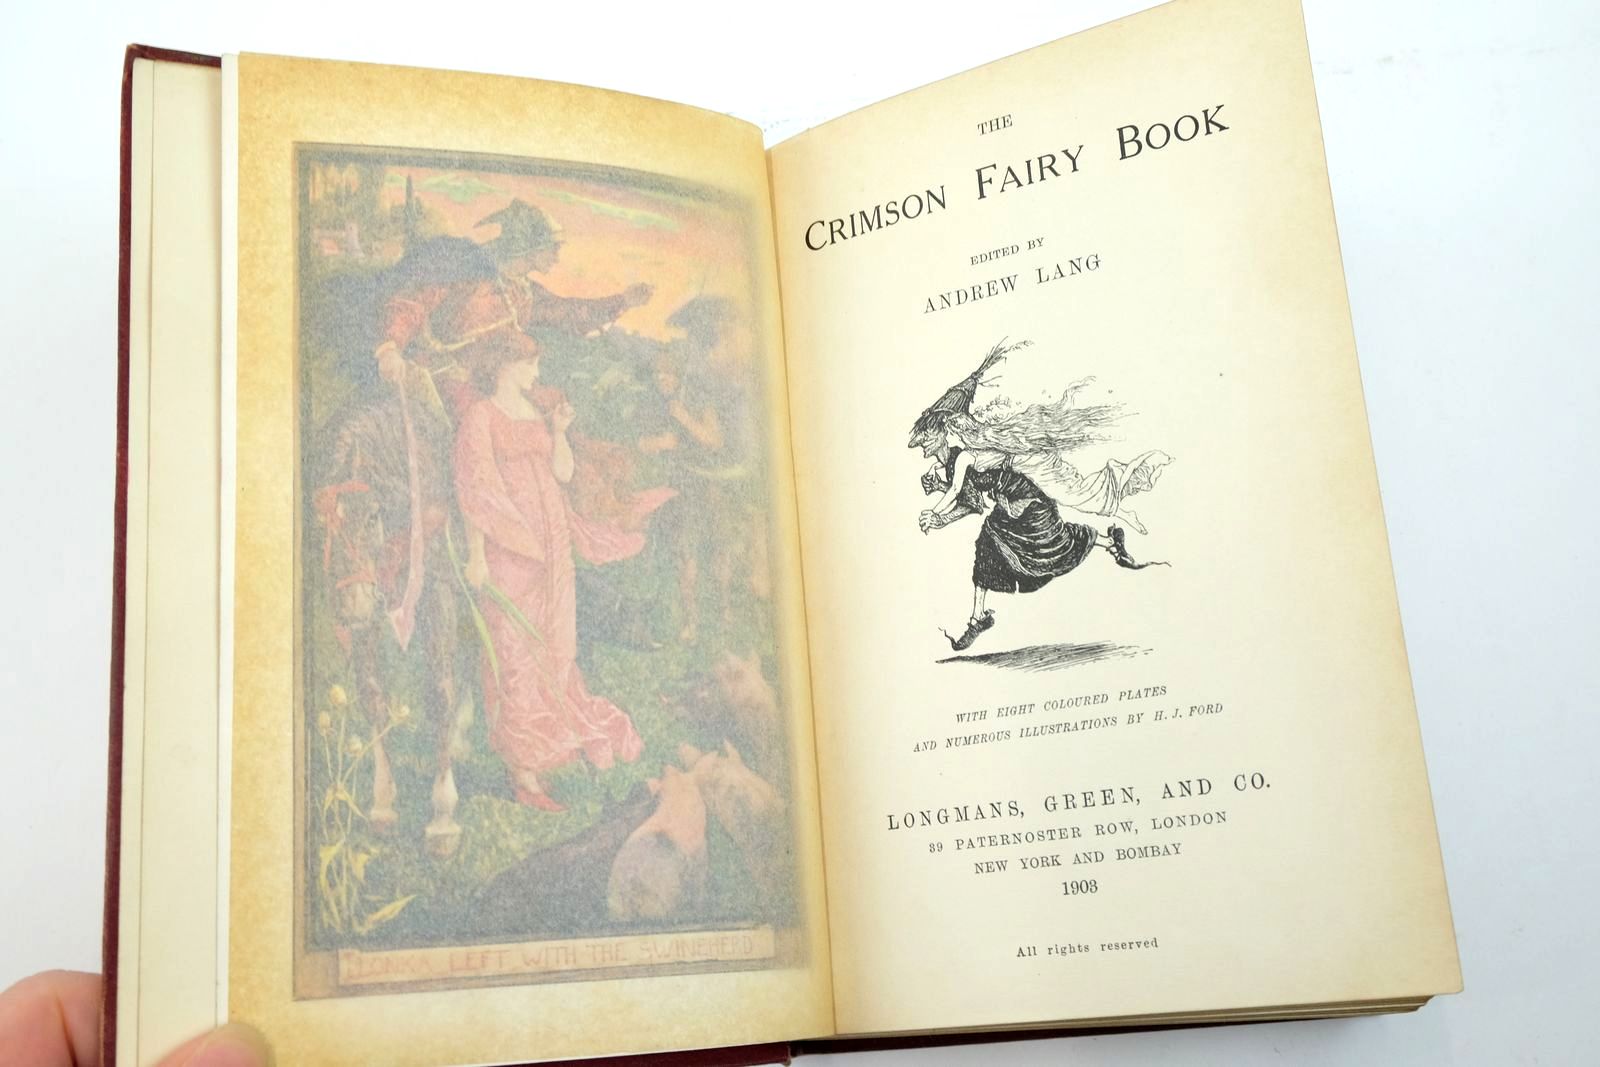 ILONKA LEFT WITH THE SWINEHERD
THE
CRIMSON FAIRY BOOK
EDITED BY
ANDREW LANG
WITH EIGHT COLOURED PLATES
AND NUMEROUS ILLUSTRATIONS BY H. J. FORD
LONGMANS, GREEN, AND CO.
39 PATERNOSTER ROW, LONDON
NEW YORK AND BOMBAY
1903
All rights reserved